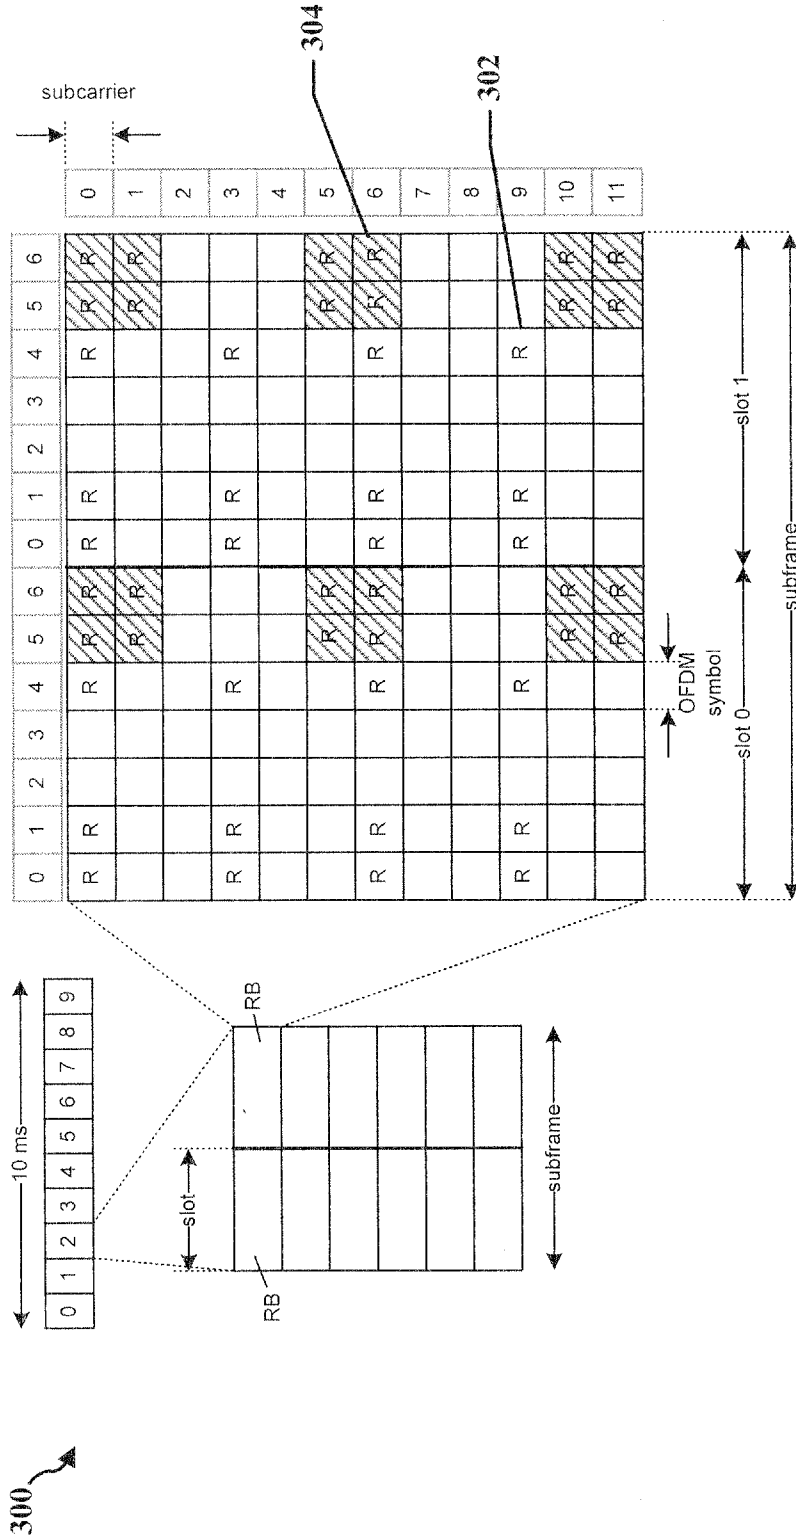 300
10 ms
0 1 2 3 4 5 6 7 8 9
slot
RB RB
subframe
subcarrier
0 1 2 3 4 5 6 0 1 2 3 4 5 6
R R R R R R R R R R 0
R R R R 1
2
R R R R R R 3
4
R R R R 5
R R R R R R R R R R 6
7
8
R R R R R R 9
R R R R 10
R R R R 11
304
302
OFDM
symbol
slot 0 slot 1
subframe